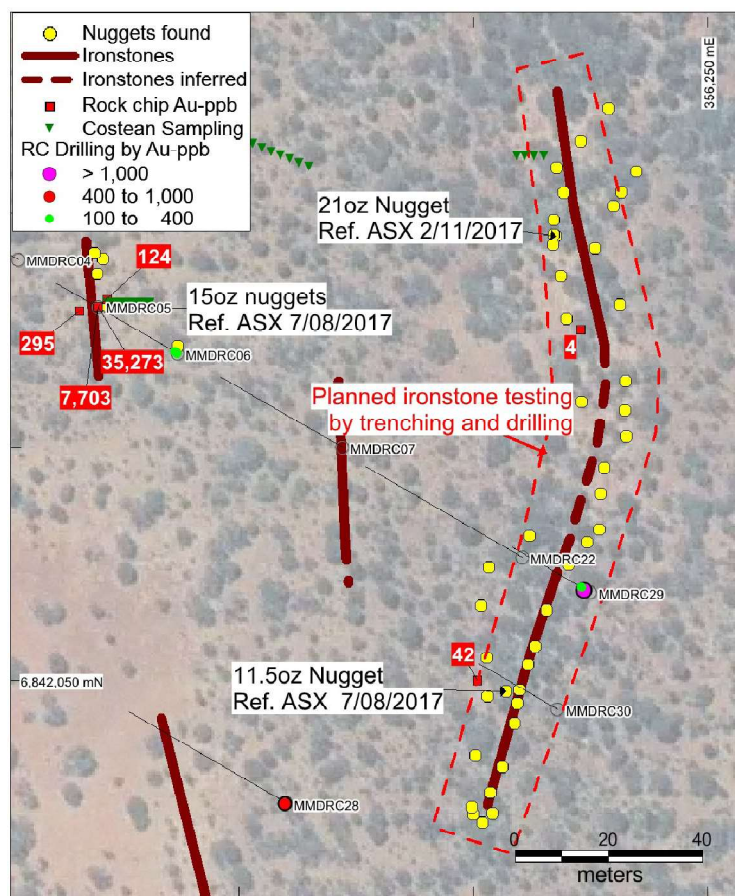 Nuggets found
Ironstones
Ironstones inferred
Rock chip Au-ppb
Costean Sampling
RC Drilling by Au-ppb
> 1,000
400 to 1,000
100 to 400
356,250 mE
21oz Nugget
Ref. ASX 2/11/2017
MMDRC04
124
MMDRC05
15oz nuggets
Ref. ASX 7/08/2017
295
35,273
MMDRC06
7,703
4
Planned ironstone testing
by trenching and drilling
MMDRC07
MMDRC22
MMDRC29
42
11.5oz Nugget
Ref. ASX 7/08/2017
6,842,050 mN
MMDRC30
MMDRC28
0 20 40
meters